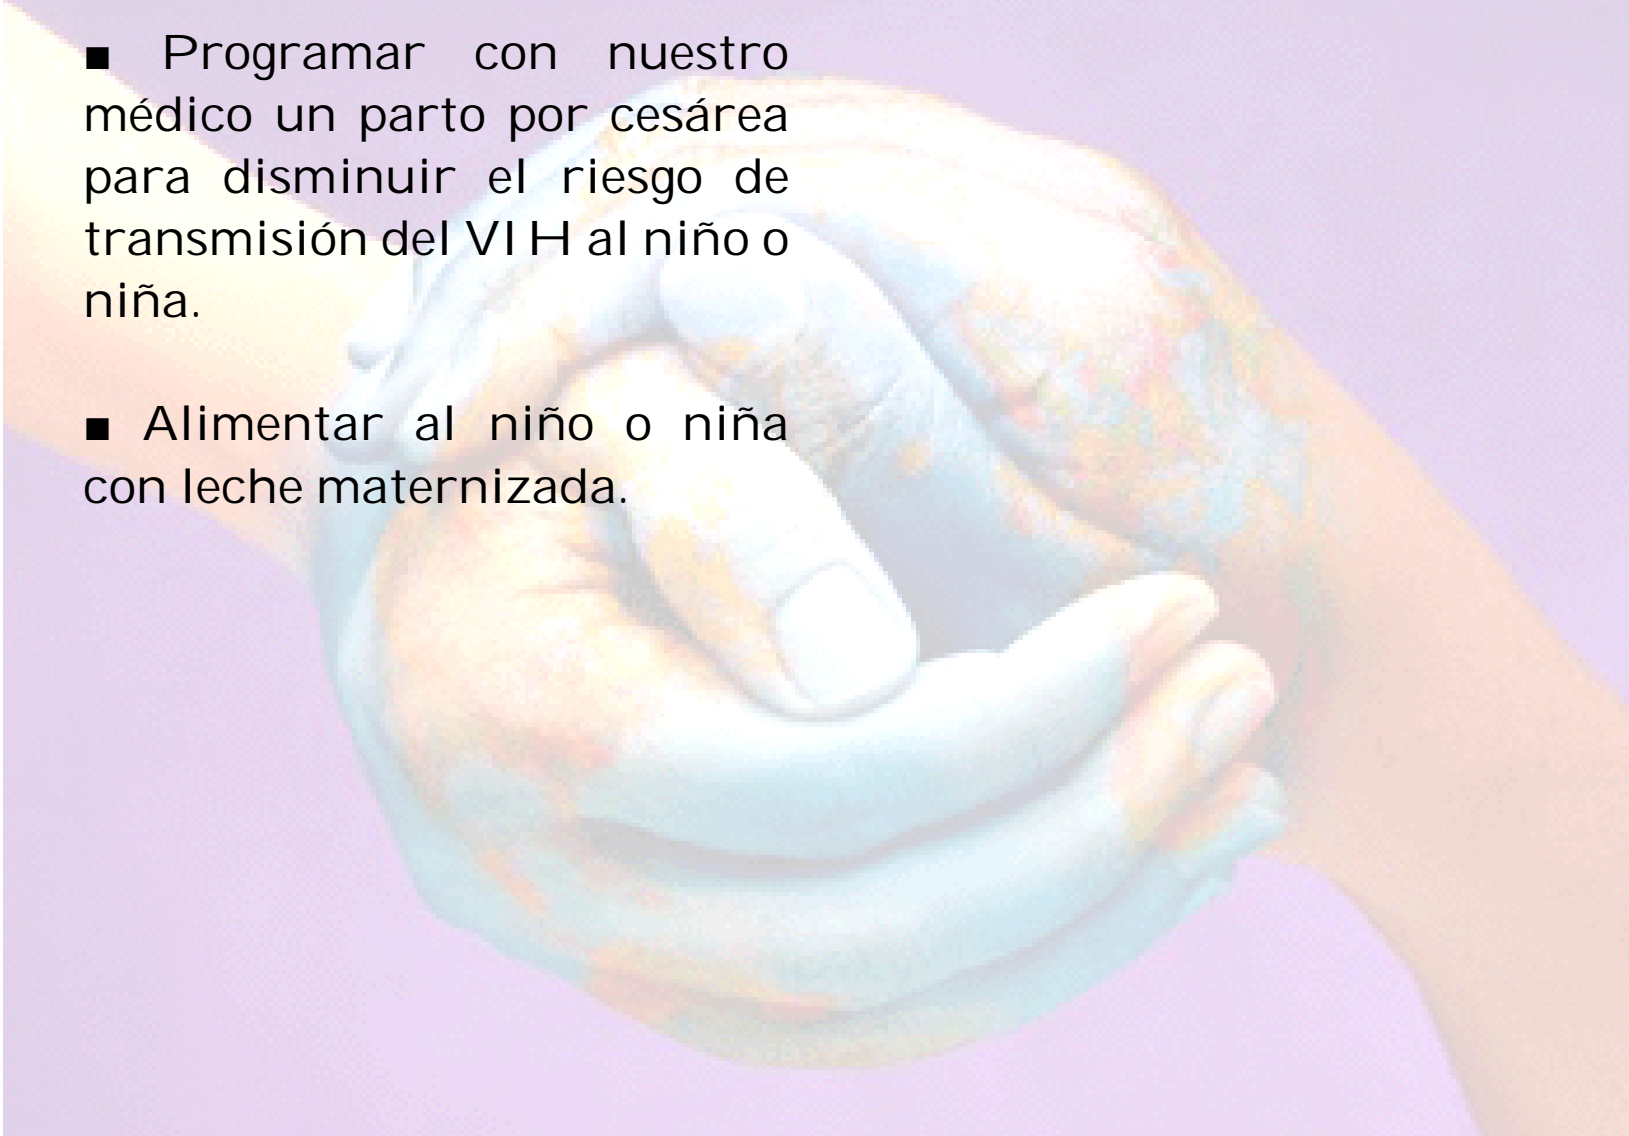 ■ Programar con nuestro
médico un parto por cesárea
para disminuir el riesgo de
transmisión del VIH al niño o
niña.
■ Alimentar al niño o niña
con leche maternizada.